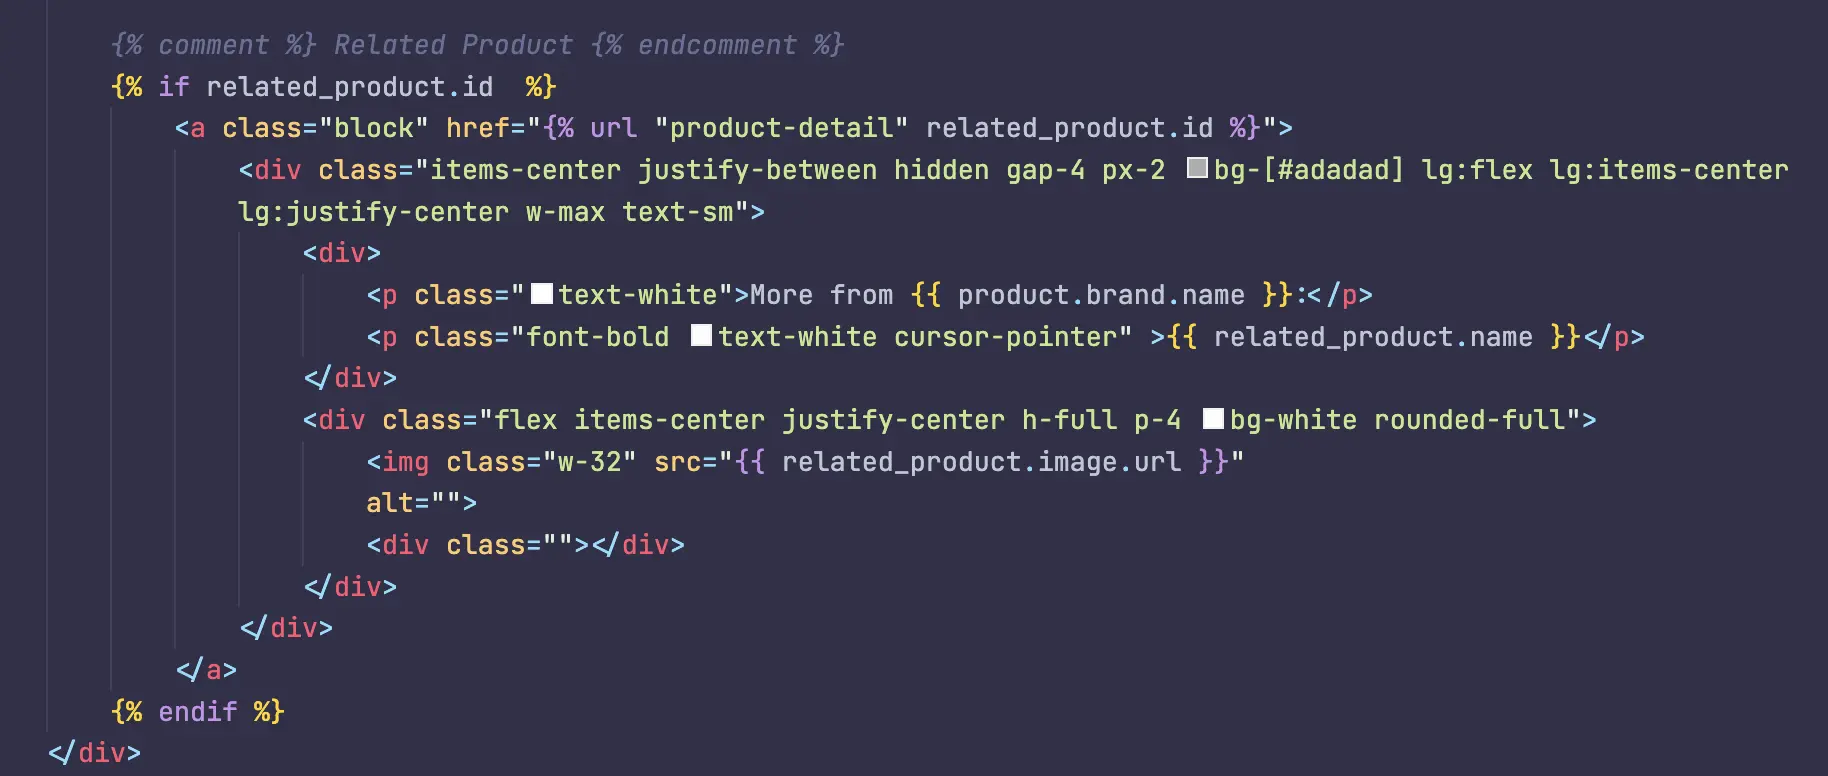 {% comment %} Related Product {% endcomment %}
{% if related_product.id  %}
<a class="block" href="{% url "product-detail" related_product.id %}">
<div class="items-center justify-between hidden gap-4 px-2 bg-[#adadad] lg:flex lg:items-center
lg:justify-center w-max text-sm">
<div>
<p class="text-white">More from {{ product.brand.name }}:</p>
<p class="font-bold text-white cursor-pointer" >{{ related_product.name }}</p>
</div>
<div class="flex items-center justify-center h-full p-4 bg-white rounded-full">
<img class="w-32" src="{{ related_product.image.url }}"
alt="">
<div class=""></div>
</div>
</div>
</a>
{% endif %}
</div>